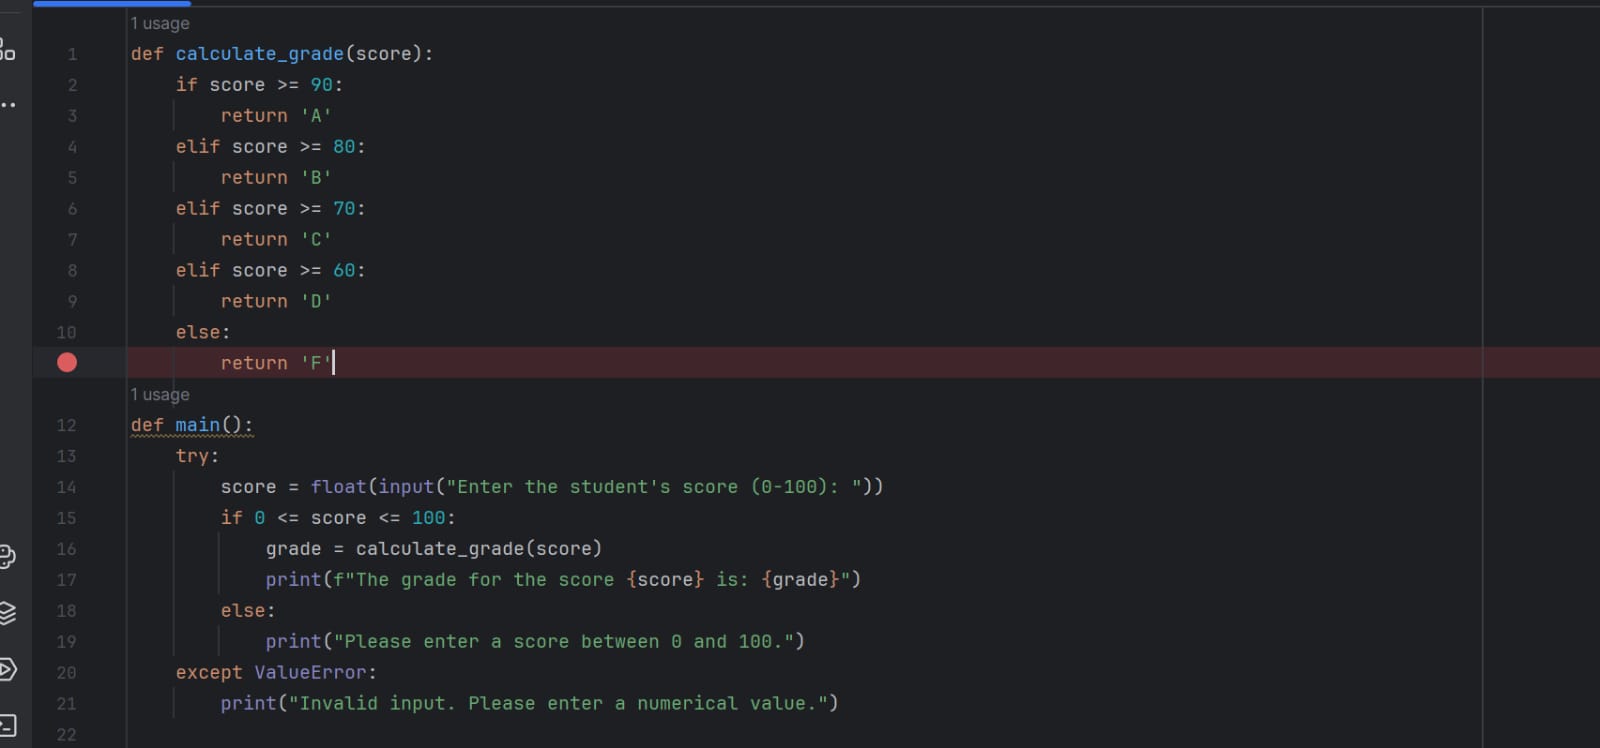 1 usage
1 def calculate_grade(score):
2     if score >= 90:
3         return 'A'
4     elif score >= 80:
5         return 'B'
6     elif score >= 70:
7         return 'C'
8     elif score >= 60:
9         return 'D'
10     else:
        return 'F'
1 usage
12 def main():
13     try:
14         score = float(input("Enter the student's score (0-100): "))
15         if 0 <= score <= 100:
16             grade = calculate_grade(score)
17             print(f"The grade for the score {score} is: {grade}")
18         else:
19             print("Please enter a score between 0 and 100.")
20     except ValueError:
21         print("Invalid input. Please enter a numerical value.")
22